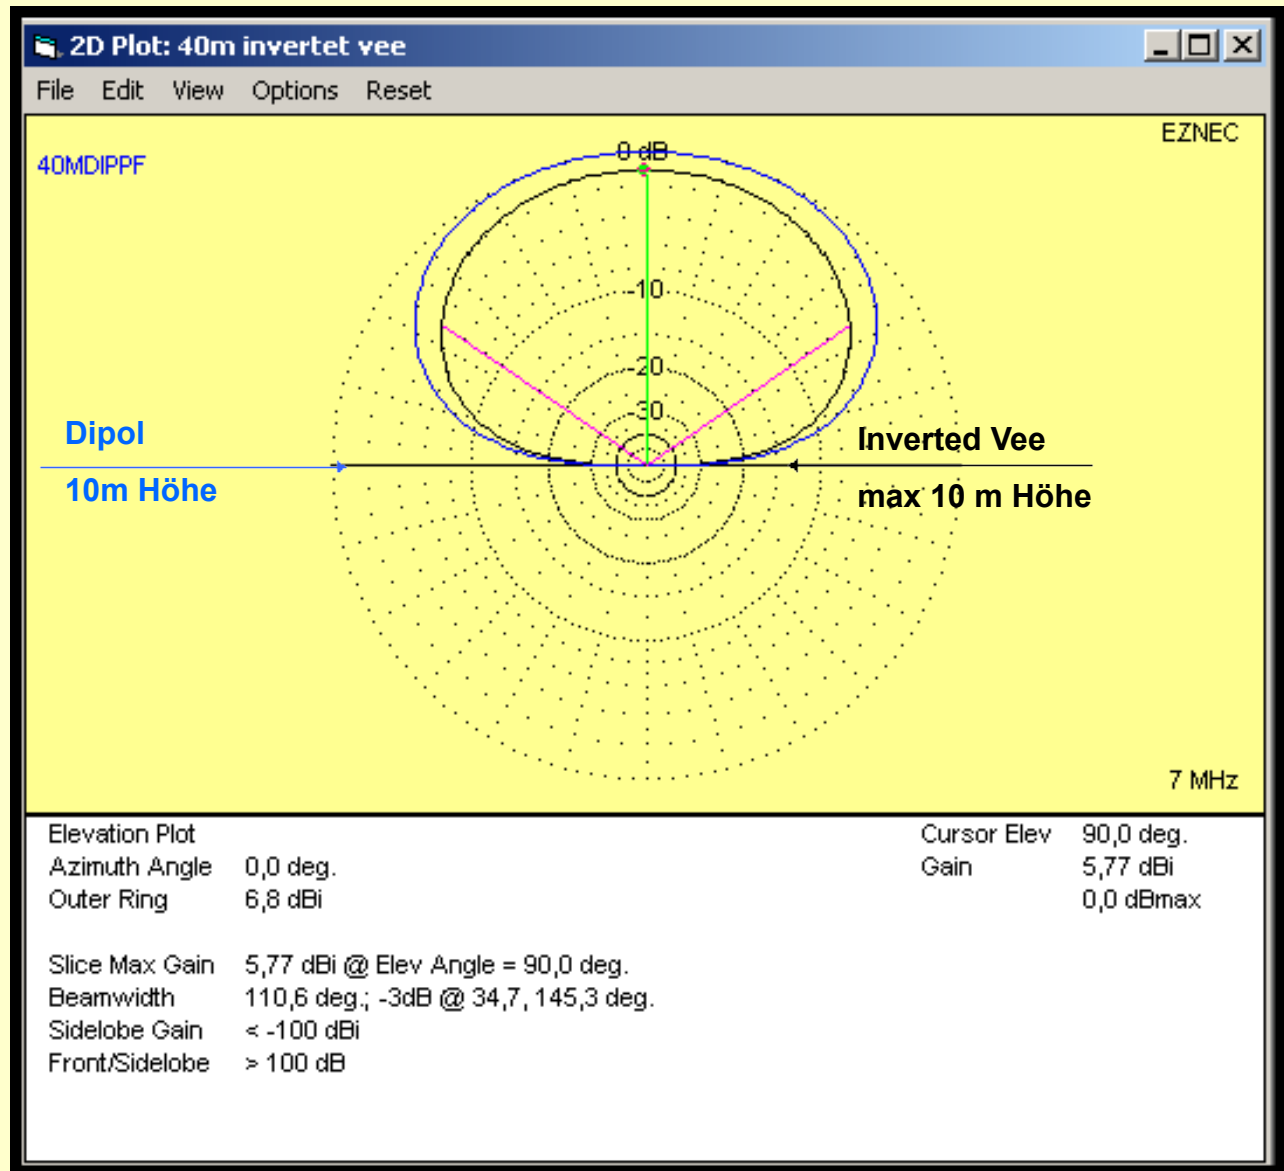 2D Plot: 40m invertet vee
File Edit View Options Reset
EZNEC
40MDIPPF
0 dB
-10
-20
-30
Dipol
10m Höhe
Inverted Vee
max 10 m Höhe
7 MHz
Elevation Plot
Cursor Elev 90,0 deg.
Azimuth Angle 0,0 deg.
Gain 5,77 dBi
Outer Ring 6,8 dBi
0,0 dBmax
Slice Max Gain 5,77 dBi @ Elev Angle = 90,0 deg.
Beamwidth 110,6 deg.; -3dB @ 34,7, 145,3 deg.
Sidelobe Gain < -100 dBi
Front/Sidelobe > 100 dB